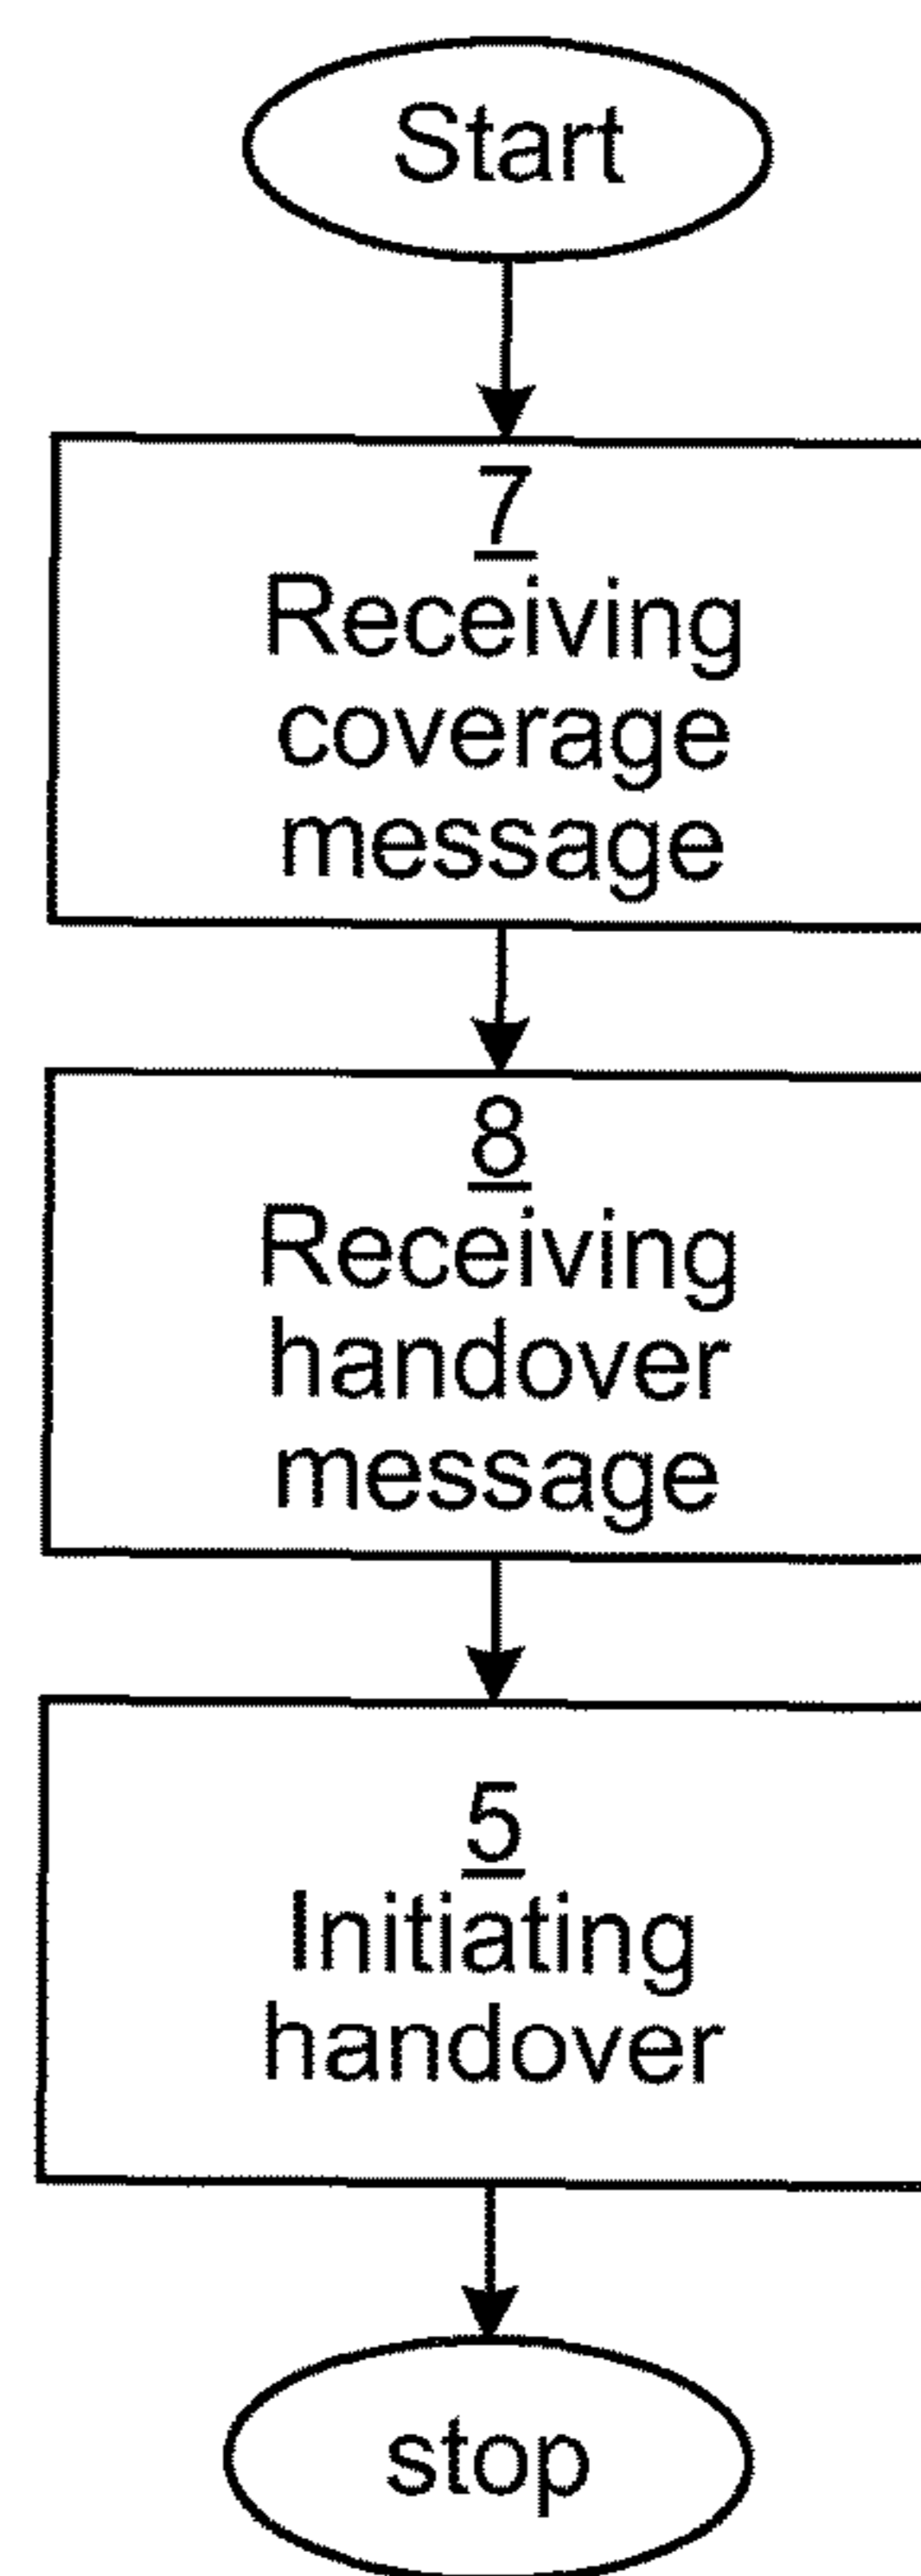 Start
7
Receiving
coverage
message
8
Receiving
handover
message
5
Initiating
handover
stop